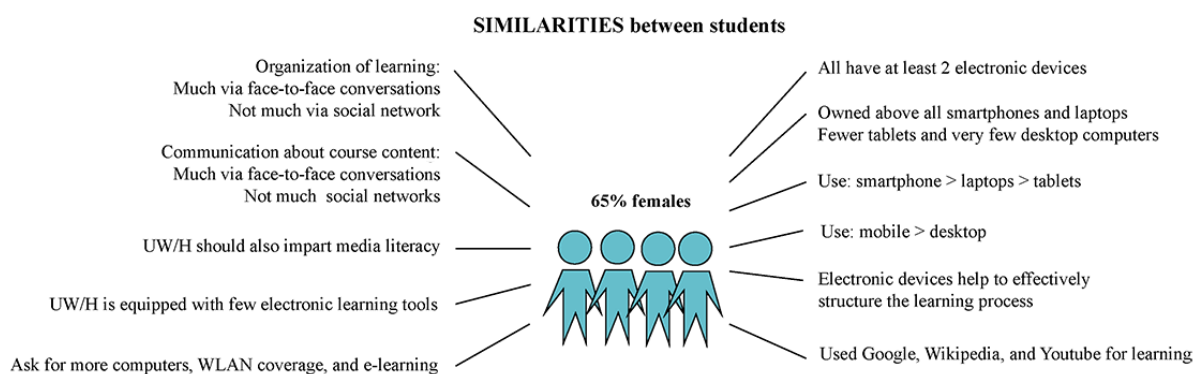 SIMILARITIES between students
Organization of learning:
Much via face-to-face conversations
Not much via social network
Communication about course content:
Much via face-to-face conversations
Not much social networks
UW/H should also impart media literacy
UW/H is equipped with few electronic learning tools
Ask for more computers, WLAN coverage, and e-learning
65% females
All have at least 2 electronic devices
Owned above all smartphones and laptops
Fewer tablets and very few desktop computers
Use: smartphone > laptops > tablets
Use: mobile > desktop
Electronic devices help to effectively
structure the learning process
Used Google, Wikipedia, and Youtube for learning